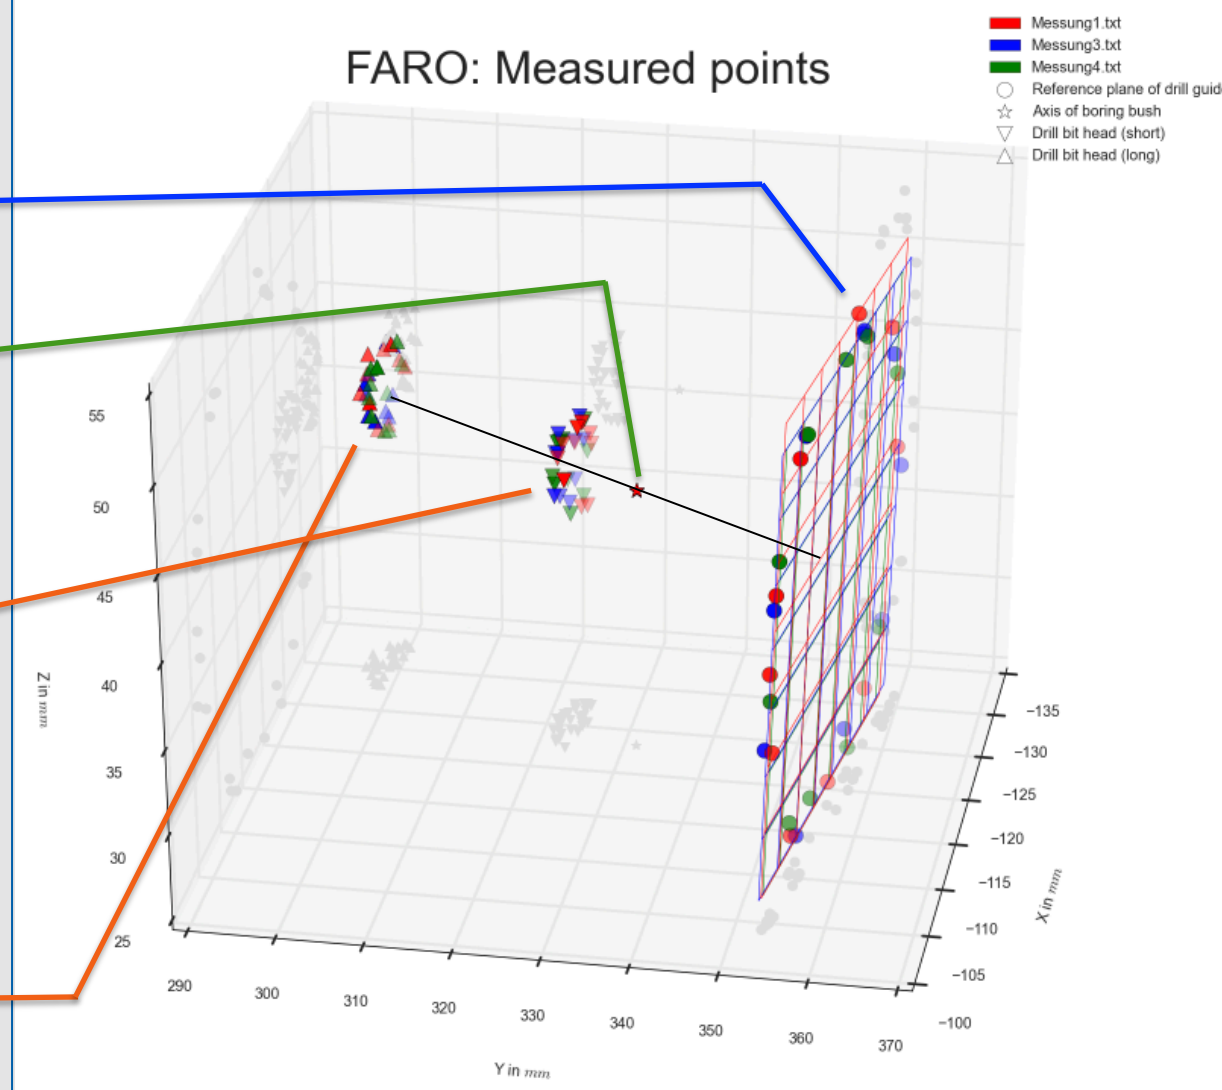 FARO: Measured points
Messung1.txt
Messung3.txt
Messung4.txt
Reference plane of drill guid
Axis of boring bush
Drill bit head (short)
Drill bit head (long)
55
50
45
40
35
30
25
Z in mm
290
300
310
320
330
340
350
360
370
Y in mm
−135
−130
−125
−120
−115
−110
−105
−100
X in mm